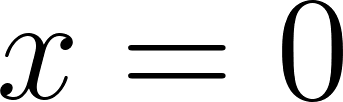 x = 0